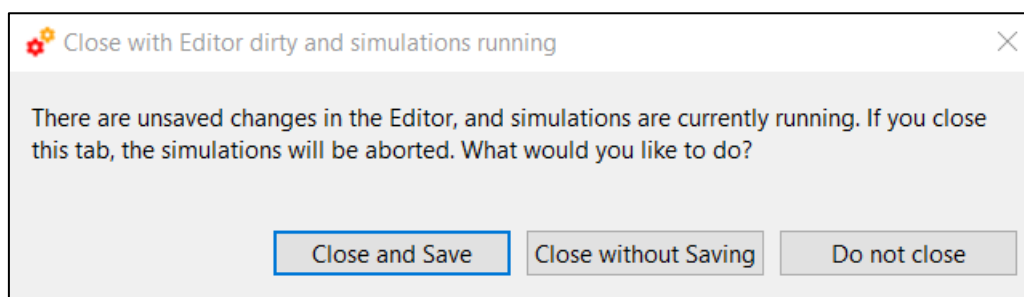 Close with Editor dirty and simulations running
There are unsaved changes in the Editor, and simulations are currently running. If you close
this tab, the simulations will be aborted. What would you like to do?
Close and Save
Close without Saving
Do not close